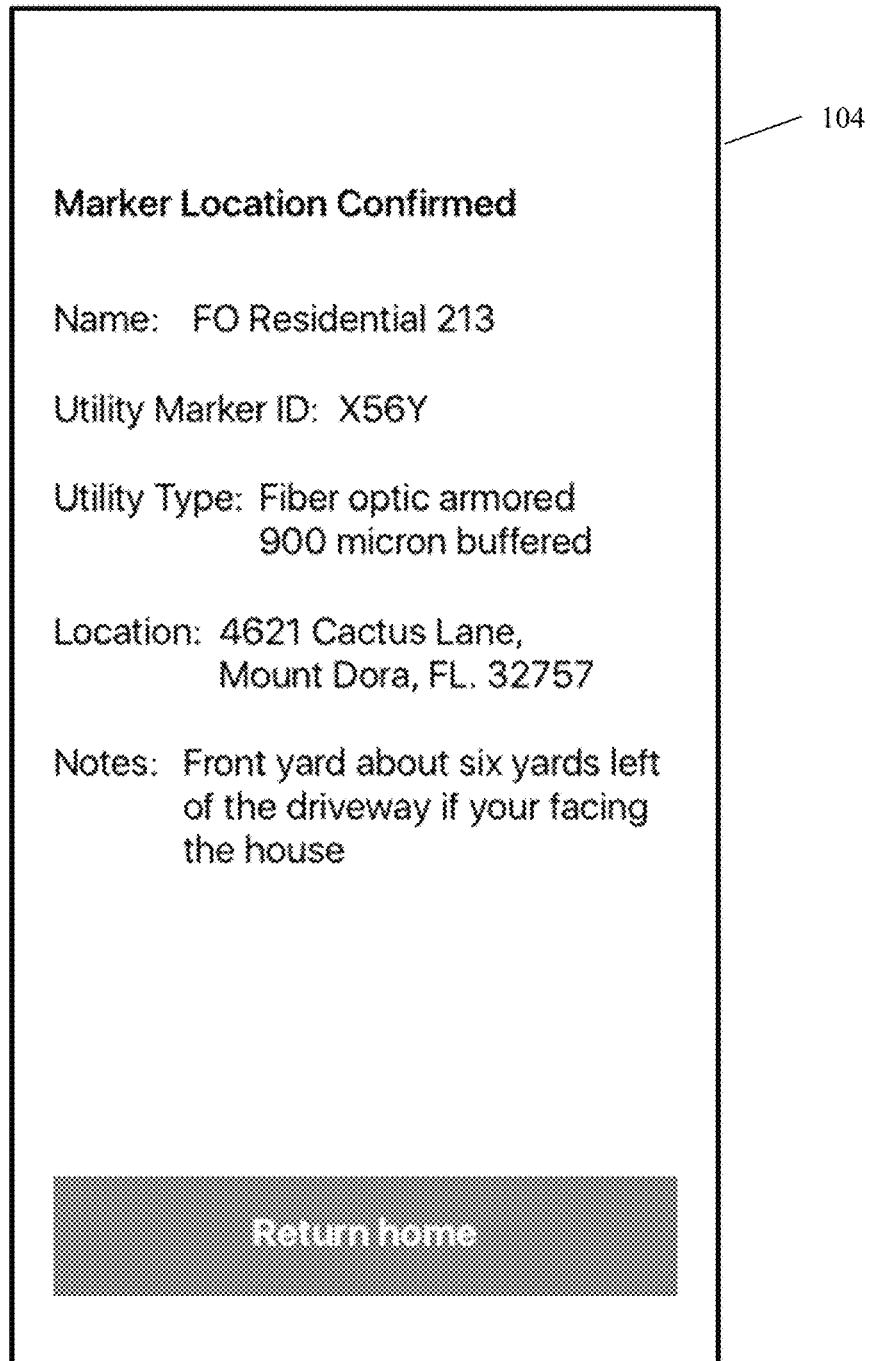 104
Marker Location Confirmed
Name: FO Residential 213
Utility Marker ID: X56Y
Utility Type: Fiber optic armored
900 micron buffered
Location: 4621 Cactus Lane,
Mount Dora, FL. 32757
Notes: Front yard about six yards left
of the driveway if your facing
the house
Return home